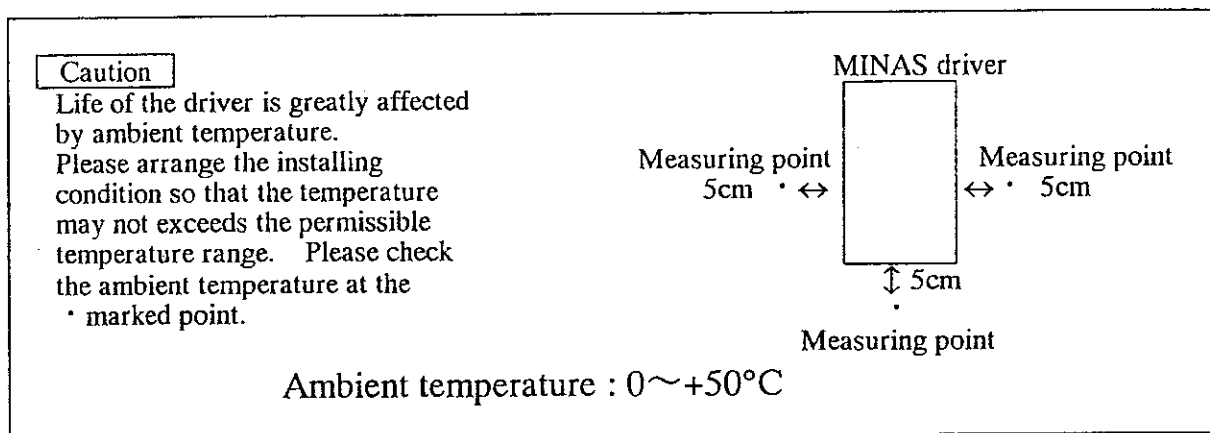 Caution
Life of the driver is greatly affected
by ambient temperature.
Please arrange the installing
condition so that the temperature
may not exceeds the permissible
temperature range. Please check
the ambient temperature at the
・ marked point.
MINAS driver
Measuring point
5cm ・ ↔
Measuring point
↔ ・ 5cm
↕ 5cm
・
Measuring point
Ambient temperature : 0～+50°C